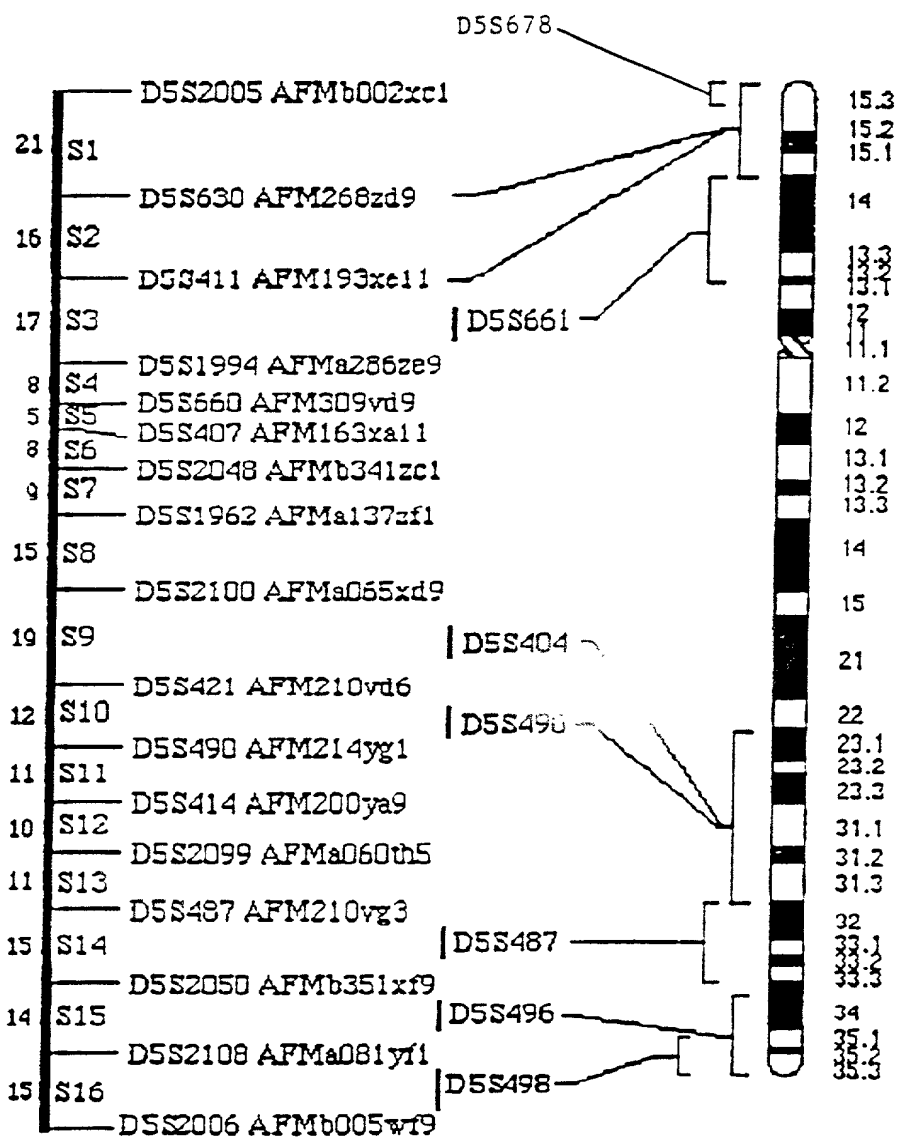 D5S678
D5S2005 AFMb002xc1
21 S1
D5S630 AFM268zd9
16 S2
D5S411 AFM193xe11
17 S3
D5S661
D5S1994 AFMa286ze9
8 S4
D5S660 AFM309vd9
5 S5
D5S407 AFM163xa11
8 S6
D5S2048 AFMb341zc1
9 S7
D5S1962 AFMa137zf1
15 S8
D5S2100 AFMa065xd9
19 S9
D5S404
D5S421 AFM210vd6
12 S10
D5S490
D5S490 AFM214yg1
11 S11
D5S414 AFM200ya9
10 S12
D5S2099 AFMa060th5
11 S13
D5S487 AFM210vg3
15 S14
D5S487
D5S2050 AFMb351xf9
14 S15
D5S496
D5S2108 AFMa081yf1
15 S16
D5S498
D5S2006 AFMb005wf9
15.3
15.2
15.1
14
13.3
13.2
13.1
12
11
11.1
11.2
12
13.1
13.2
13.3
14
15
21
22
23.1
23.2
23.3
31.1
31.2
31.3
32
33.1
33.2
33.3
34
35.1
35.2
35.3